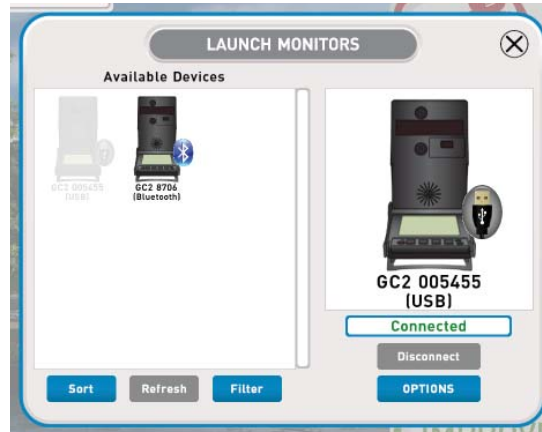 LAUNCH MONITORS
Available Devices
GC2 005455
(USB)
GC2 8706
(Bluetooth)
GC2 005455
(USB)
Connected
Disconnect
Sort
Refresh
Filter
OPTIONS